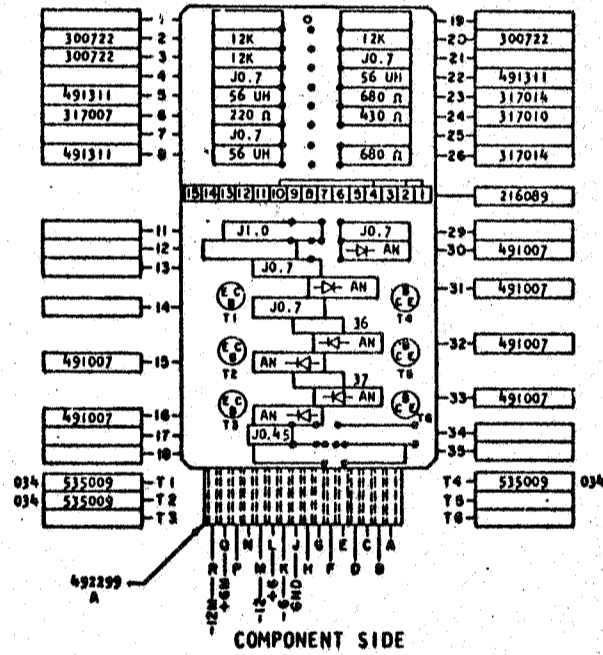 -1 -19
300722 -2 12K 12K -20- 300722
300722 -3 12K J0.7 -21-
-4 J0.7 56 UH -22- 491311
491311 -5 56 UH 680 Ω -23- 317014
317007 -6 220 Ω 430 Ω -24- 317010
-7 J0.7 -25-
491311 -8 56 UH 680 Ω -26- 317014
15 14 13 12 11 10 9 8 7 6 5 4 3 2 1 216089
-11 J1.0 J0.7 -29-
-12 AN -30- 491007
-13 J0.7
AN -31- 491007
-14 E C B T1 J0.7 B C E T4
36
E C B T2 AN B C E T5 -32- 491007
491007 -15 AN
37
E C B T3 AN B C E T6 -33- 491007
491007 -16 AN
-17 J0.45 -34-
-18 -35-
034 535009 -T1 T4- 535009 034
034 535009 -T2 T5-
-T3 T6-
R Q P N M L K J H G F E D C B A
492299
A
-12M +6M -12 +6 -6 GND
COMPONENT SIDE